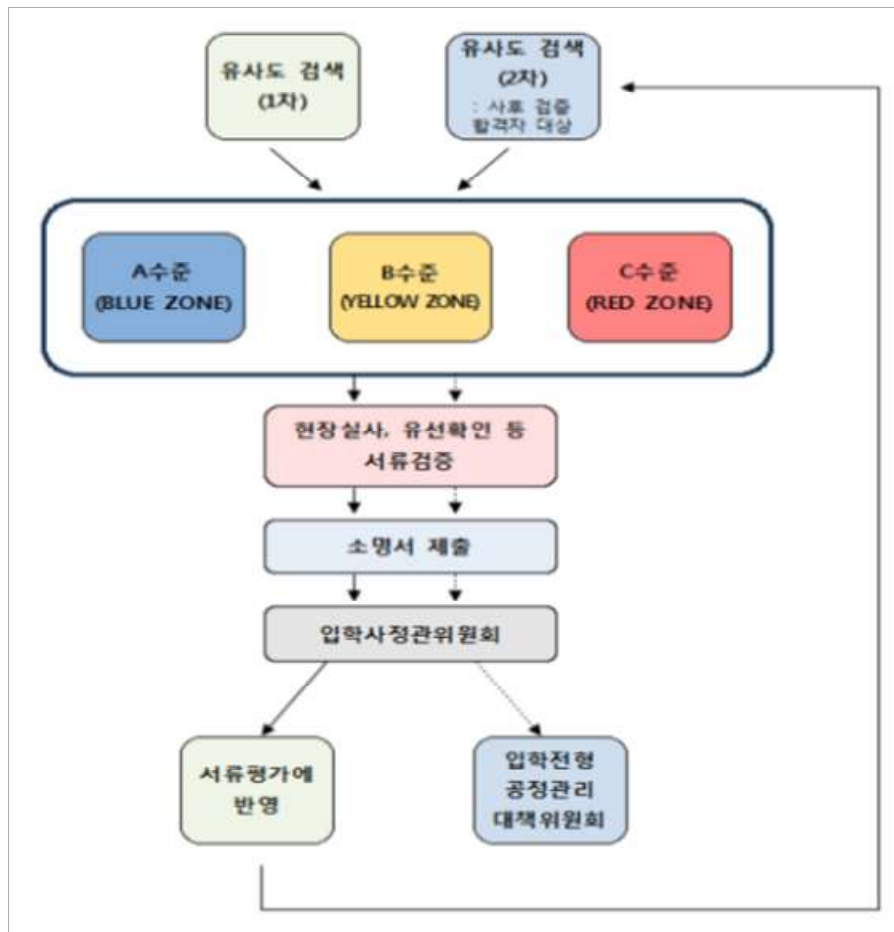 유사도 검색
(1차)
유사도 검색
(2차)
: 사후 검증
합격자 대상
A수준
(BLUE ZONE)
B수준
(YELLOW ZONE)
C수준
(RED ZONE)
현장실사, 유선확인 등
서류검증
소명서 제출
입학사정관위원회
서류평가에
반영
입학전형
공정관리
대책위원회